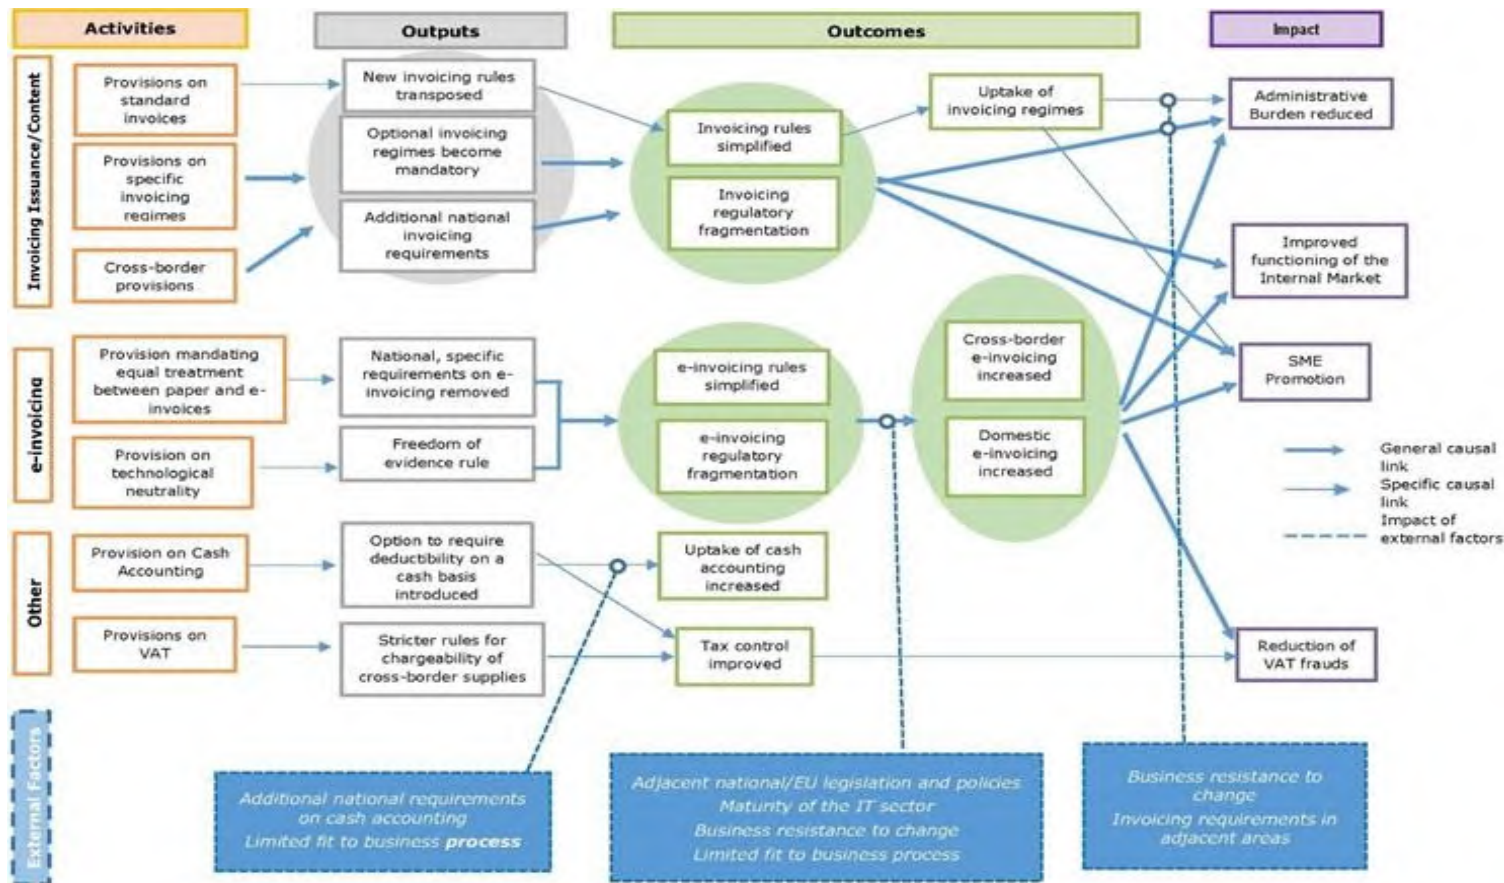 Activities
Outputs
Outcomes
Impact
Invoicing Issuance/Content
Provisions on
standard
invoices
Provisions on
specific
invoicing
regimes
Cross-border
provisions
New invoicing rules
transposed
Optional invoicing
regimes become
mandatory
Additional national
invoicing
requirements
Invoicing rules
simplified
Invoicing
regulatory
fragmentation
Uptake of
invoicing regimes
Administrative
Burden reduced
Improved
functioning of the
Internal Market
SME
Promotion
e-invoicing
Provision mandating
equal treatment
between paper and e-
invoices
Provision on
technological
neutrality
National, specific
requirements on e-
invoicing removed
Freedom of
evidence rule
e-invoicing rules
simplified
e-invoicing
regulatory
fragmentation
Cross-border
e-invoicing
increased
Domestic
e-invoicing
increased
General causal
link
Specific causal
link
Impact of
external factors
Other
Provision on Cash
Accounting
Provisions on
VAT
Option to require
deductibility on a
cash basis
introduced
Stricter rules for
chargeability of
cross-border supplies
Uptake of cash
accounting
increased
Tax control
improved
Reduction of
VAT frauds
External Factors
Additional national requirements
on cash accounting
Limited fit to business process
Adjacent national/EU legislation and policies
Maturity of the IT sector
Business resistance to change
Limited fit to business process
Business resistance to
change
Invoicing requirements in
adjacent areas